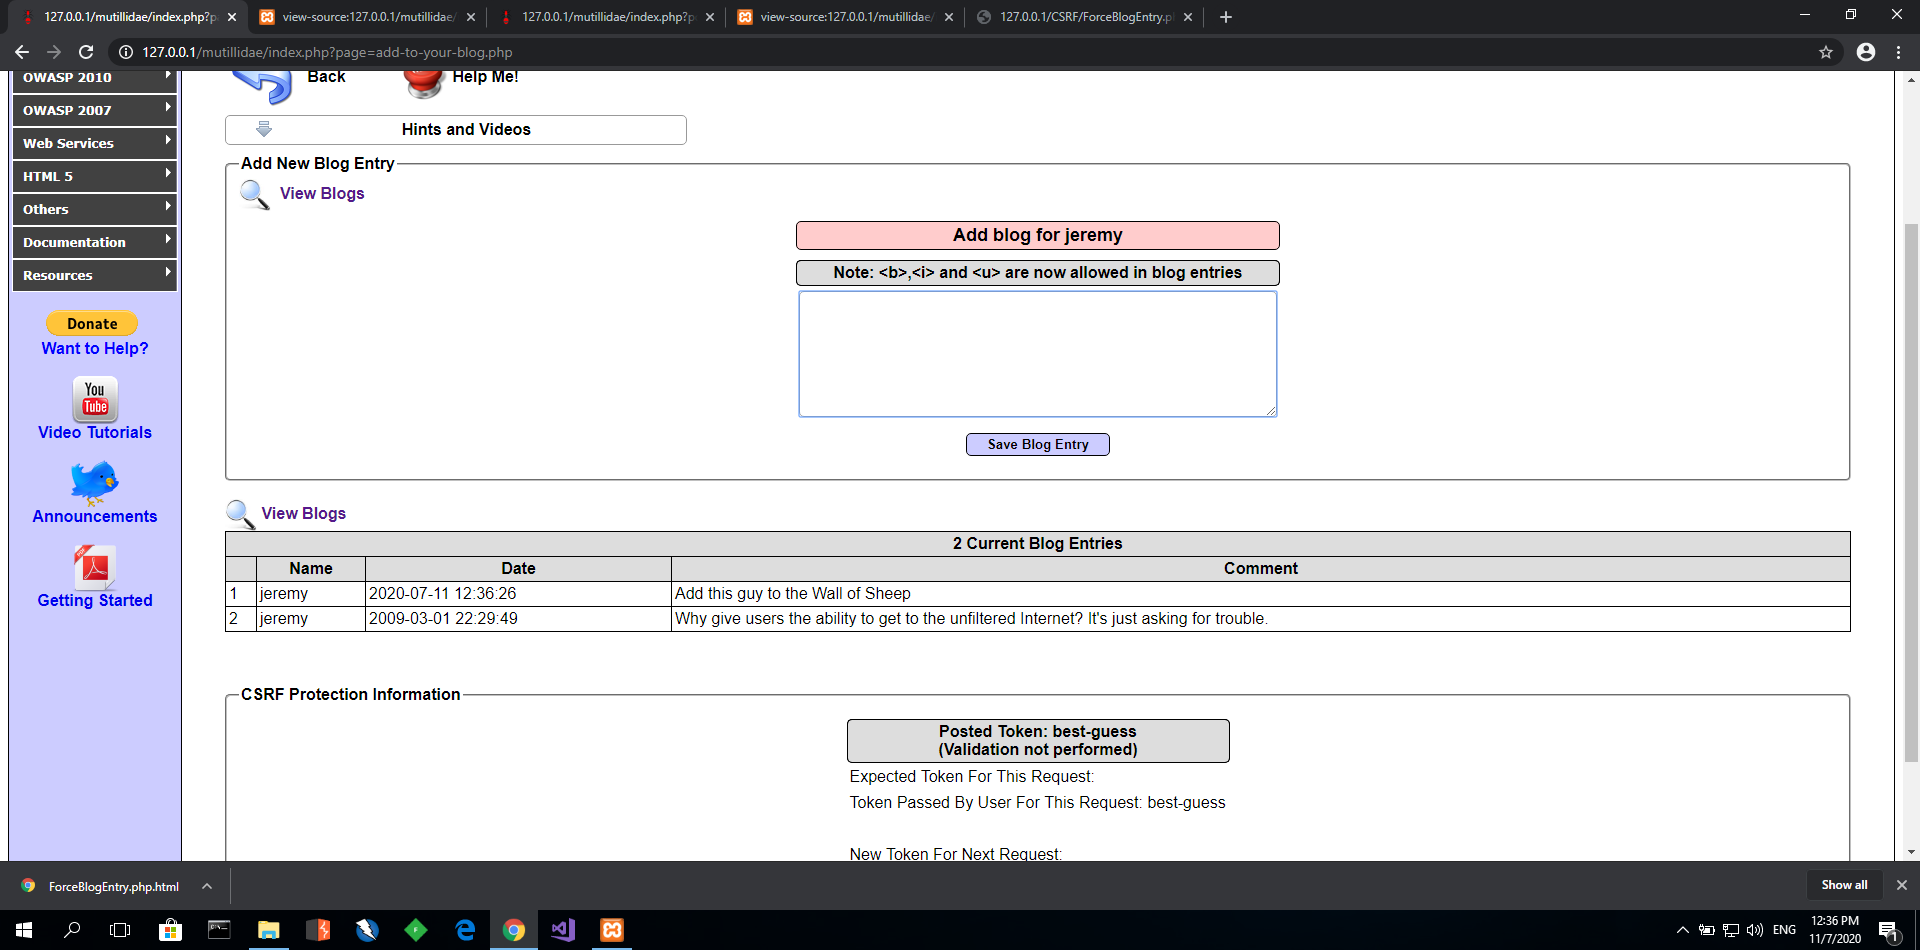 127.0.0.1/mutillidae/index.php?p
view-source:127.0.0.1/mutillidae/
127.0.0.1/mutillidae/index.php?p
view-source:127.0.0.1/mutillidae/
127.0.0.1/CSRF/ForceBlogEntry.p
127.0.0.1/mutillidae/index.php?page=add-to-your-blog.php
OWASP 2010
OWASP 2007
Web Services
HTML 5
Others
Documentation
Resources
Donate
Want to Help?
You
Tube
Video Tutorials
Announcements
PDF
Getting Started
Back
Help Me!
Hints and Videos
Add New Blog Entry
View Blogs
Add blog for jeremy
Note: <b>,<i> and <u> are now allowed in blog entries
Save Blog Entry
View Blogs
2 Current Blog Entries
Name Date Comment
1 jeremy 2020-07-11 12:36:26 Add this guy to the Wall of Sheep
2 jeremy 2009-03-01 22:29:49 Why give users the ability to get to the unfiltered Internet? It's just asking for trouble.
CSRF Protection Information
Posted Token: best-guess
(Validation not performed)
Expected Token For This Request:
Token Passed By User For This Request: best-guess
New Token For Next Request:
ForceBlogEntry.php.html
Show all
ENG
12:36 PM
11/7/2020
1